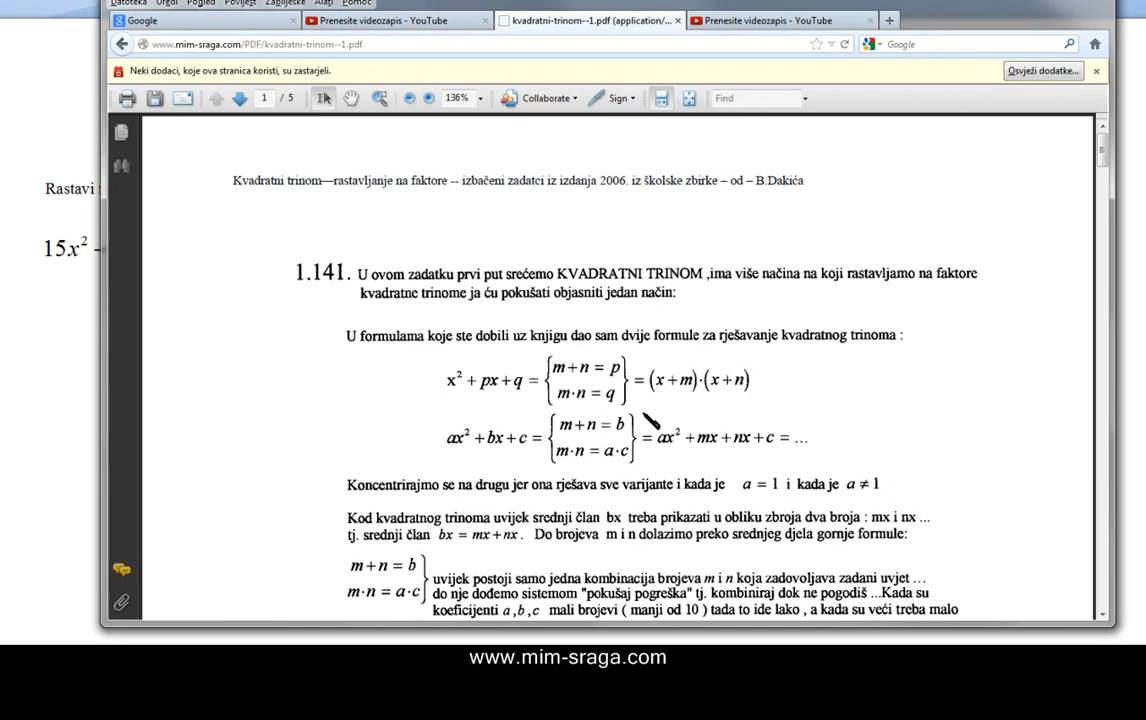 Datoteka Uredi Pogled Povijest Zabilješke Alati Pomoć
Google
Prenesite videozapis - YouTube
kvadratni-trinom--1.pdf (application/...
Prenesite videozapis - YouTube
www.mim-sraga.com/PDF/kvadratni-trinom--1.pdf
Google
Neki dodaci, koje ova stranica koristi, su zastarjeli.
Osvježi dodatke...
1 / 5
136%
Collaborate
Sign
Find
Kvadratni trinom—rastavljanje na faktore -- izbačeni zadatci iz izdanja 2006. iz školske zbirke – od – B.Dakića
Rastavi
15x² -
1.141. U ovom zadatku prvi put srećemo KVADRATNI TRINOM ,ima više načina na koji rastavljamo na faktore
kvadratne trinome ja ću pokušati objasniti jedan način:
U formulama koje ste dobili uz knjigu dao sam dvije formule za rješavanje kvadratnog trinoma :
x² + px + q = { m + n = p
m · n = q } = (x + m) · (x + n)
ax² + bx + c = { m + n = b
m · n = a · c } = ax² + mx + nx + c = ...
Koncentrirajmo se na drugu jer ona rješava sve varijante i kada je a = 1 i kada je a ≠ 1
Kod kvadratnog trinoma uvijek srednji član bx treba prikazati u obliku zbroja dva broja : mx i nx ...
tj. srednji član bx = mx + nx . Do brojeva m i n dolazimo preko srednjeg djela gornje formule:
m + n = b
m · n = a · c }
uvijek postoji samo jedna kombinacija brojeva m i n koja zadovoljava zadani uvjet ...
do nje dođemo sistemom "pokušaj pogreška" tj. kombiniraj dok ne pogodiš ...Kada su
koeficijenti a , b , c mali brojevi ( manji od 10 ) tada to ide lako , a kada su veći treba malo
www.mim-sraga.com